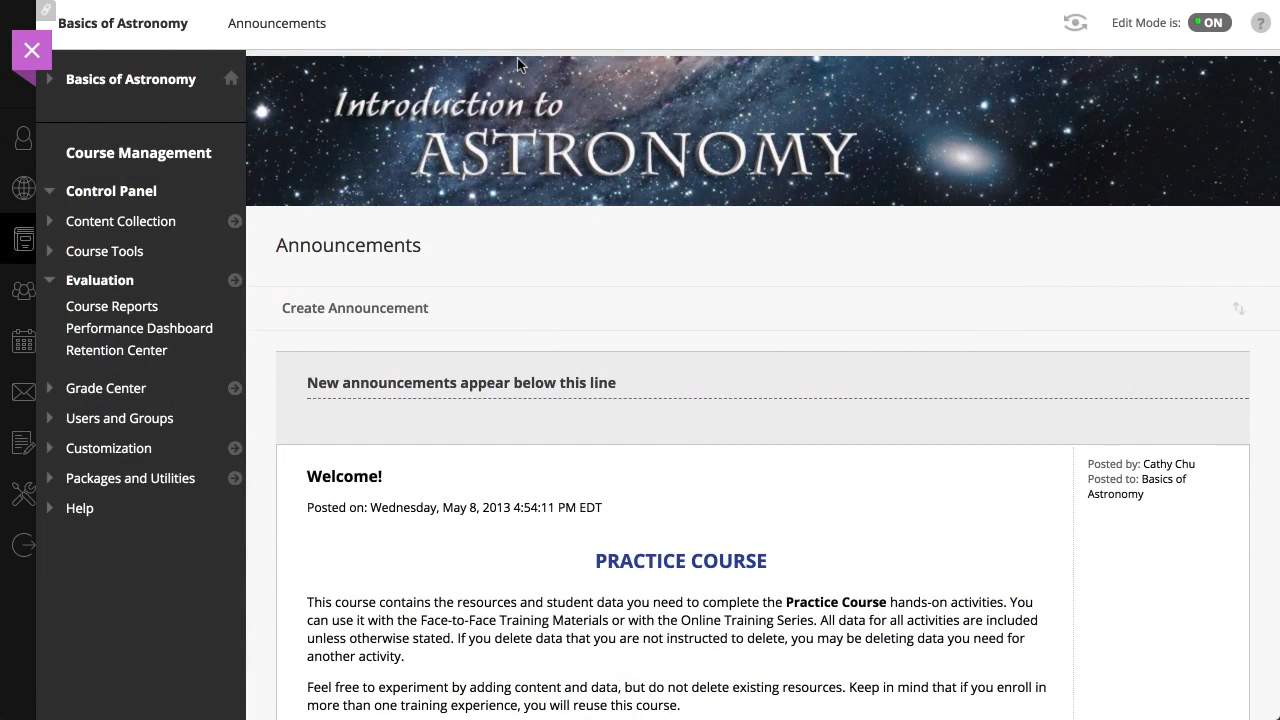 Basics of Astronomy
Announcements
Edit Mode is:
ON
?
Basics of Astronomy
Course Management
Control Panel
Content Collection
Course Tools
Evaluation
Course Reports
Performance Dashboard
Retention Center
Grade Center
Users and Groups
Customization
Packages and Utilities
Help
Introduction to
ASTRONOMY
Announcements
Create Announcement
New announcements appear below this line
Welcome!
Posted on: Wednesday, May 8, 2013 4:54:11 PM EDT
Posted by: Cathy Chu
Posted to: Basics of
Astronomy
PRACTICE COURSE
This course contains the resources and student data you need to complete the Practice Course hands-on activities. You
can use it with the Face-to-Face Training Materials or with the Online Training Series. All data for all activities are included
unless otherwise stated. If you delete data that you are not instructed to delete, you may be deleting data you need for
another activity.
Feel free to experiment by adding content and data, but do not delete existing resources. Keep in mind that if you enroll in
more than one training experience, you will reuse this course.